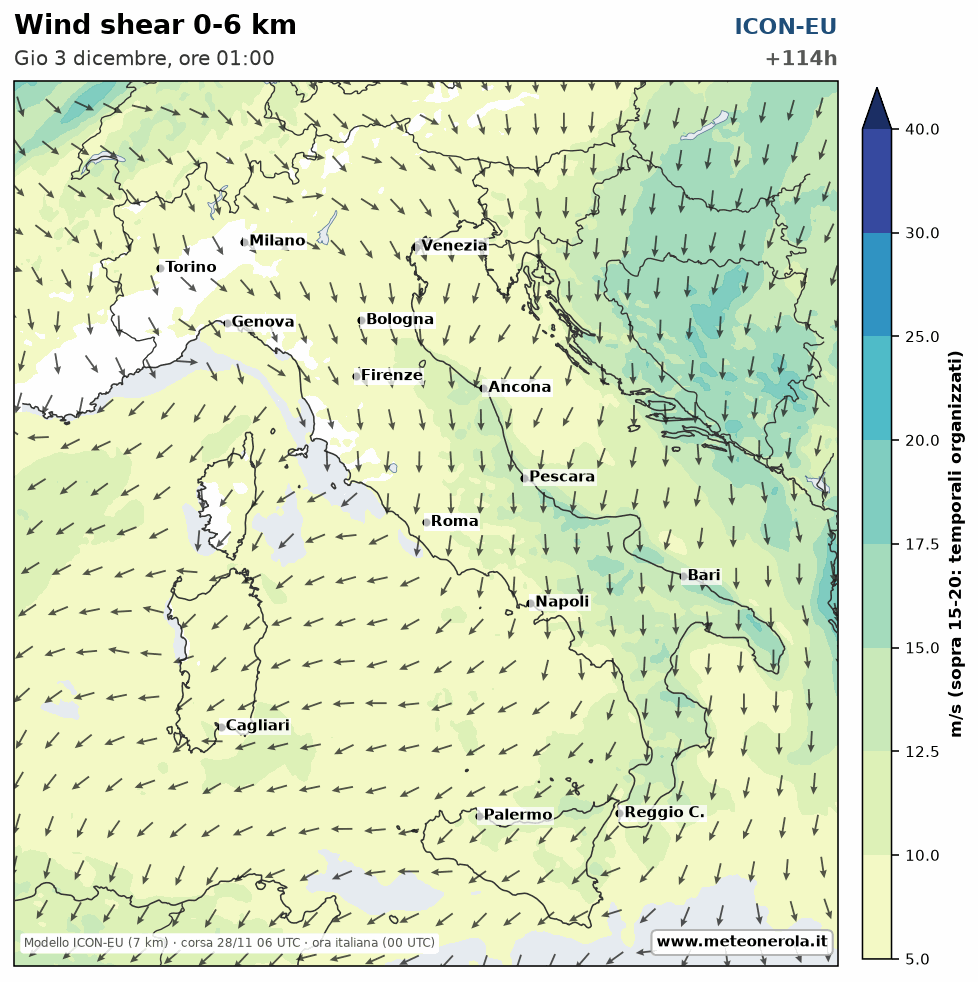 Wind shear 0-6 km
ICON-EU
Gio 3 dicembre, ore 01:00
+114h
40.0
30.0
25.0
20.0
17.5
15.0
12.5
10.0
5.0
m/s (sopra 15-20: temporali organizzati)
Milano
Venezia
Torino
Genova
Bologna
Firenze
Ancona
Pescara
Roma
Bari
Napoli
Cagliari
Palermo
Reggio C.
Modello ICON-EU (7 km) · corsa 28/11 06 UTC · ora italiana (00 UTC)
www.meteonerola.it